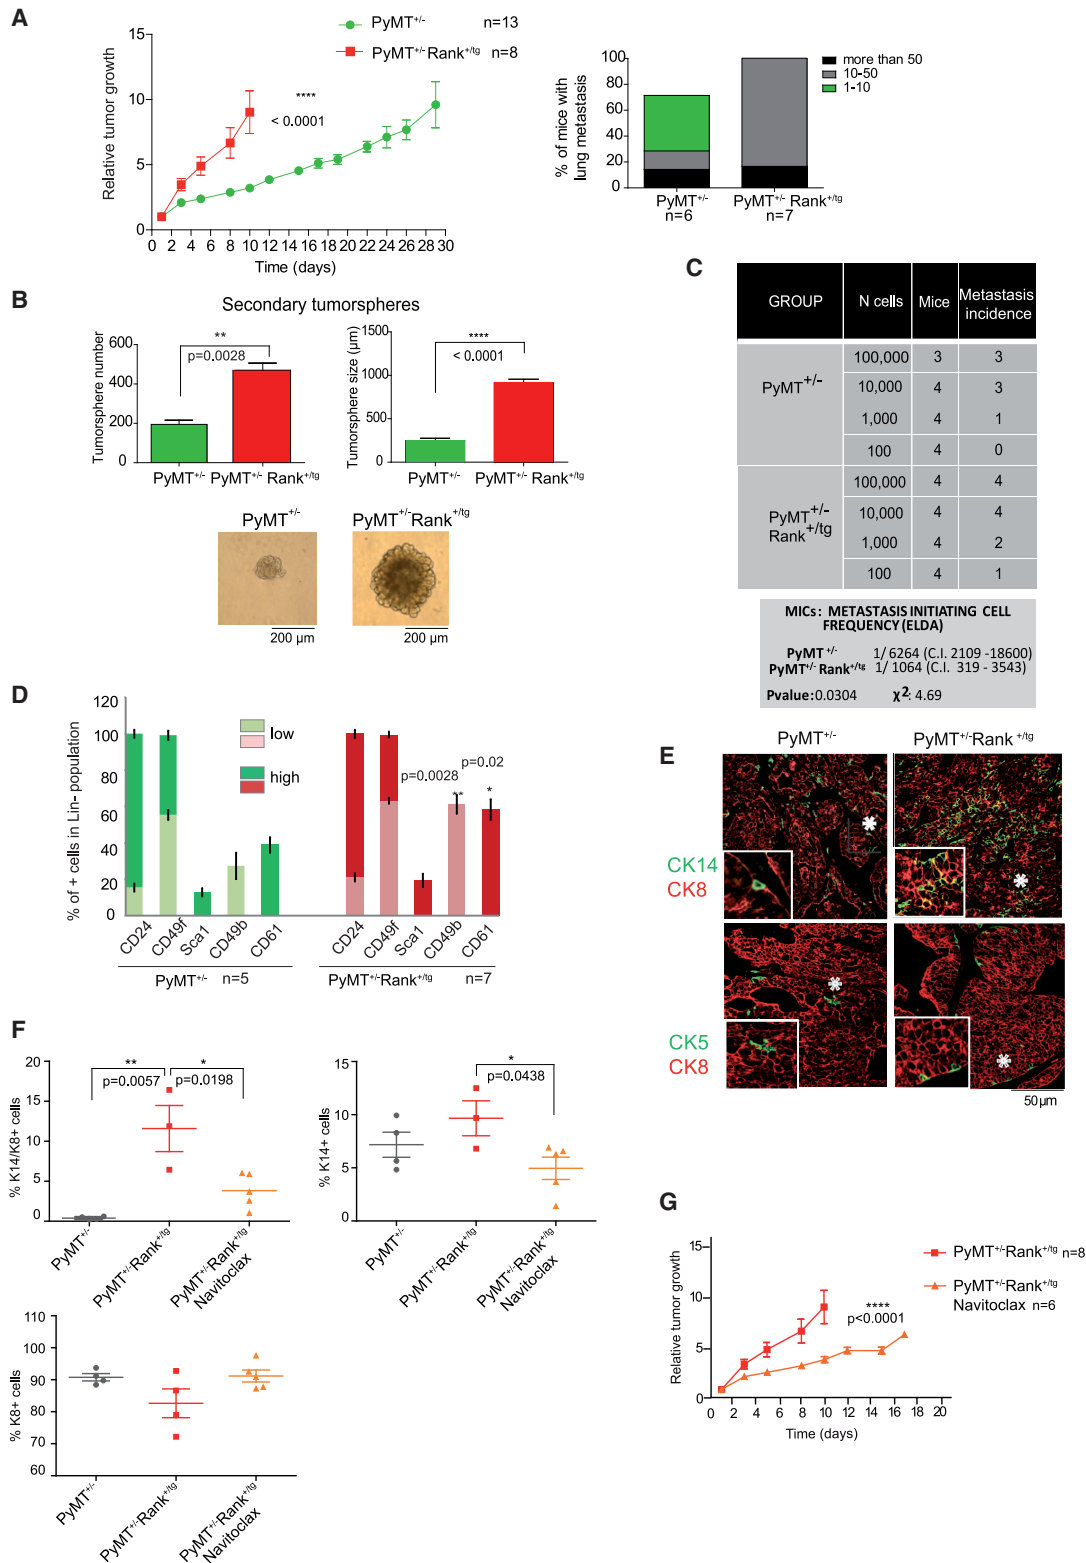 A
PyMT+/- n=13
PyMT+/-Rank+/tg n=8
Relative tumor growth
15
10
5
0
****
< 0.0001
0 2 4 6 8 10 12 14 16 18 20 22 24 26 28 30
Time (days)
% of mice with
lung metastasis
100
80
60
40
20
0
more than 50
10-50
1-10
PyMT+/- PyMT+/- Rank+/tg
n=6 n=7
B
Secondary tumorspheres
Tumorsphere number
600
400
200
0
**
p=0.0028
PyMT+/- PyMT+/- Rank+/tg
Tumorsphere size (µm)
1500
1000
500
0
****
< 0.0001
PyMT+/- PyMT+/- Rank+/tg
PyMT+/- PyMT+/-Rank+/tg
200 µm 200 µm
C
GROUP N cells Mice Metastasis incidence
PyMT+/-
100,000 3 3
10,000 4 3
1,000 4 1
100 4 0
PyMT+/- Rank+/tg
100,000 4 4
10,000 4 4
1,000 4 2
100 4 1
MICs: METASTASIS INITIATING CELL
FREQUENCY (ELDA)
PyMT+/- 1/ 6264 (C.I. 2109 -18600)
PyMT+/- Rank+/tg 1/ 1064 (C.I. 319 - 3543)
Pvalue:0.0304 χ2: 4.69
D
% of + cells in Lin- population
120
100
80
60
40
20
0
low
high
p=0.0028
p=0.02
** *
CD24 CD49f Sca1 CD49b CD61
CD24 CD49f Sca1 CD49b CD61
PyMT+/- n=5 PyMT+/-Rank+/tg n=7
E
PyMT+/- PyMT+/-Rank+/tg
CK14
CK8
CK5
CK8
50µm
F
% K14/K8+ cells
20
15
10
5
0
** *
p=0.0057 p=0.0198
PyMT+/-
PyMT+/-Rank+/tg
PyMT+/-Rank+/tg
Navitoclax
% K14+ cells
15
10
5
0
*
p=0.0438
PyMT+/-
PyMT+/-Rank+/tg
PyMT+/-Rank+/tg
Navitoclax
% K8+ cells
110
100
90
80
70
60
PyMT+/-
PyMT+/-Rank+/tg
PyMT+/-Rank+/tg
Navitoclax
G
Relative tumor growth
15
10
5
0
PyMT+/-Rank+/tg n=8
PyMT+/-Rank+/tg
Navitoclax n=6
****
p<0.0001
0 2 4 6 8 10 12 14 16 18 20
Time (days)